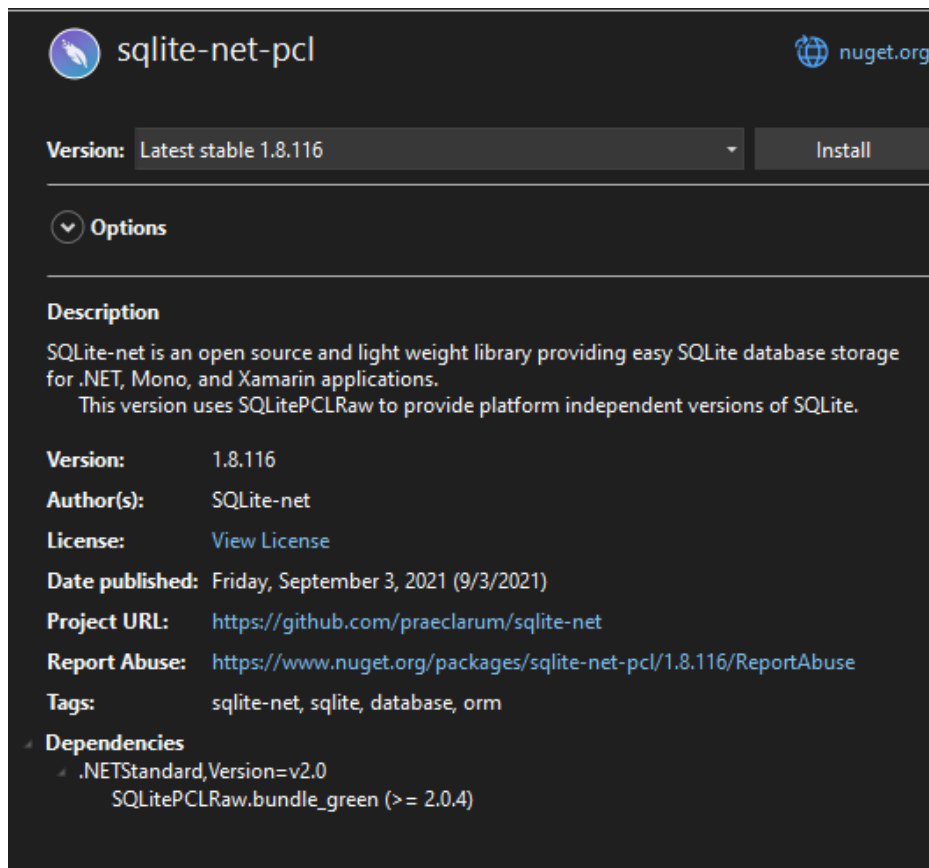 sqlite-net-pcl
nuget.org
Version: Latest stable 1.8.116
Install
Options
Description
SQLite-net is an open source and light weight library providing easy SQLite database storage
for .NET, Mono, and Xamarin applications.
This version uses SQLitePCLRaw to provide platform independent versions of SQLite.
Version: 1.8.116
Author(s): SQLite-net
License: View License
Date published: Friday, September 3, 2021 (9/3/2021)
Project URL: https://github.com/praeclarum/sqlite-net
Report Abuse: https://www.nuget.org/packages/sqlite-net-pcl/1.8.116/ReportAbuse
Tags: sqlite-net, sqlite, database, orm
Dependencies
.NETStandard,Version=v2.0
SQLitePCLRaw.bundle_green (>= 2.0.4)